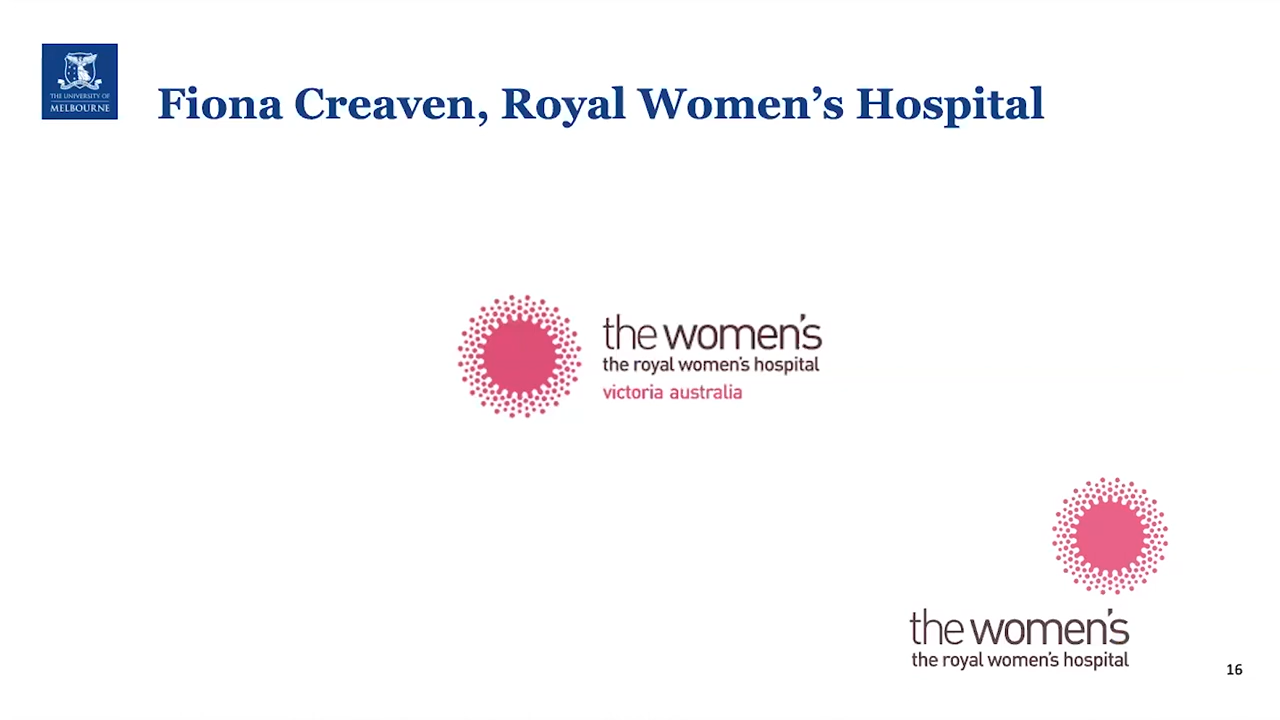 THE UNIVERSITY OF
MELBOURNE
Fiona Creaven, Royal Women’s Hospital
the women's
the royal women's hospital
victoria australia
the women's
the royal women's hospital
16